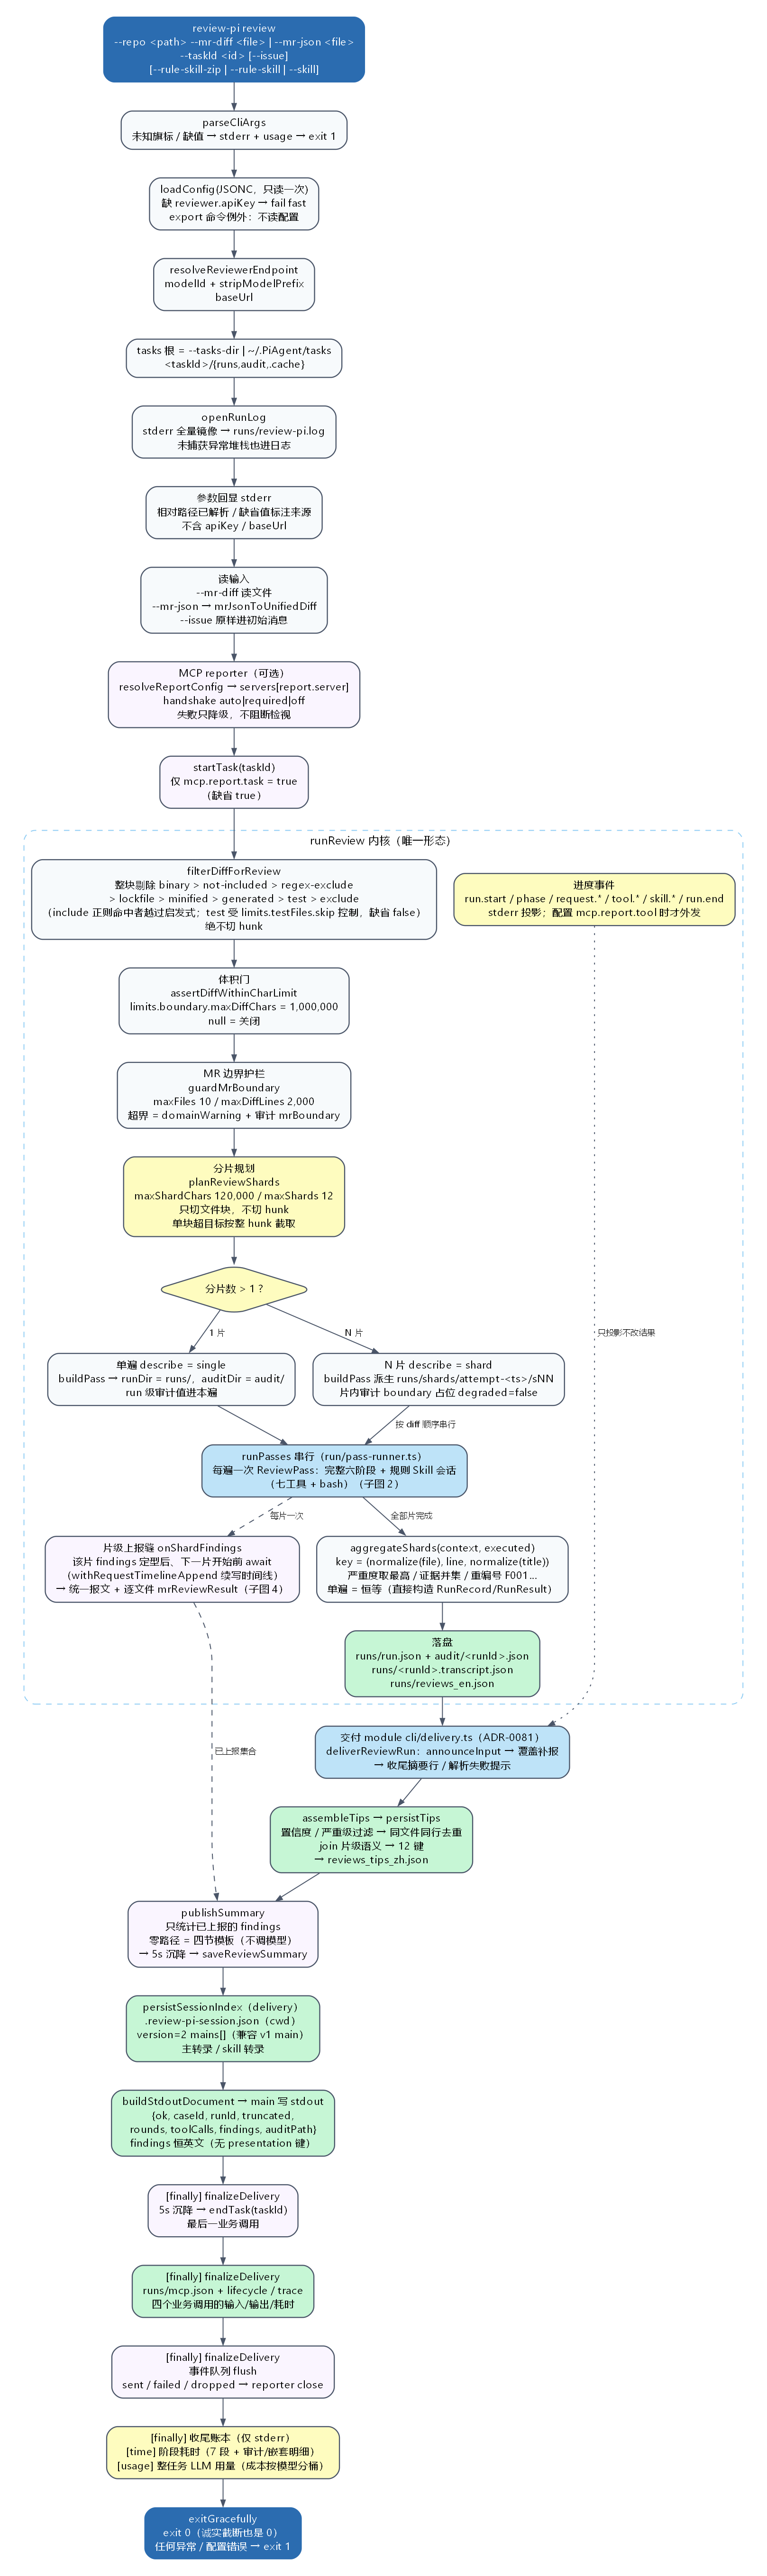 review-pi review
--repo <path> --mr-diff <file> | --mr-json <file>
--taskId <id> [--issue]
[--rule-skill-zip | --rule-skill | --skill]
parseCliArgs
未知旗标 / 缺值 → stderr + usage → exit 1
loadConfig(JSONC，只读一次)
缺 reviewer.apiKey → fail fast
export 命令例外：不读配置
resolveReviewerEndpoint
modelId + stripModelPrefix
baseUrl
tasks 根 = --tasks-dir | ~/.PiAgent/tasks
<taskId>/{runs,audit,.cache}
openRunLog
stderr 全量镜像 → runs/review-pi.log
未捕获异常堆栈也进日志
参数回显 stderr
相对路径已解析 / 缺省值标注来源
不含 apiKey / baseUrl
读输入
--mr-diff 读文件
--mr-json → mrJsonToUnifiedDiff
--issue 原样进初始消息
MCP reporter（可选）
resolveReportConfig → servers[report.server]
handshake auto|required|off
失败只降级，不阻断检视
startTask(taskId)
仅 mcp.report.task = true
（缺省 true）
runReview 内核（唯一形态）
filterDiffForReview
整块剔除 binary > not-included > regex-exclude
> lockfile > minified > generated > test > exclude
（include 正则命中者越过启发式；test 受 limits.testFiles.skip 控制，缺省 false）
绝不切 hunk
进度事件
run.start / phase / request.* / tool.* / skill.* / run.end
stderr 投影；配置 mcp.report.tool 时才外发
体积门
assertDiffWithinCharLimit
limits.boundary.maxDiffChars = 1,000,000
null = 关闭
MR 边界护栏
guardMrBoundary
maxFiles 10 / maxDiffLines 2,000
超界 = domainWarning + 审计 mrBoundary
分片规划
planReviewShards
maxShardChars 120,000 / maxShards 12
只切文件块，不切 hunk
单块超目标按整 hunk 截取
分片数 > 1 ?
1 片
N 片
只投影不改结果
单遍 describe = single
buildPass → runDir = runs/，auditDir = audit/
run 级审计值进本遍
N 片 describe = shard
buildPass 派生 runs/shards/attempt-<ts>/sNN
片内审计 boundary 占位 degraded=false
按 diff 顺序串行
runPasses 串行（run/pass-runner.ts）
每遍一次 ReviewPass：完整六阶段 + 规则 Skill 会话
（七工具 + bash）（子图 2）
每片一次
全部片完成
片级上报缝 onShardFindings
该片 findings 定型后、下一片开始前 await
（withRequestTimelineAppend 续写时间线）
→ 统一报文 + 逐文件 mrReviewResult（子图 4）
aggregateShards(context, executed)
key = (normalize(file), line, normalize(title))
严重度取最高 / 证据并集 / 重编号 F001…
单遍 = 恒等（直接构造 RunRecord/RunResult）
落盘
runs/run.json + audit/<runId>.json
runs/<runId>.transcript.json
runs/reviews_en.json
交付 module cli/delivery.ts（ADR-0081）
deliverReviewRun：announceInput → 覆盖补报
→ 收尾摘要行 / 解析失败提示
已上报集合
assembleTips → persistTips
置信度 / 严重级过滤 → 同文件同行去重
join 片级语义 → 12 键
→ reviews_tips_zh.json
publishSummary
只统计已上报的 findings
零路径 = 四节模板（不调模型）
→ 5s 沉降 → saveReviewSummary
persistSessionIndex（delivery）
.review-pi-session.json（cwd）
version=2 mains[]（兼容 v1 main）
主转录 / skill 转录
buildStdoutDocument → main 写 stdout
{ok, caseId, runId, truncated,
rounds, toolCalls, findings, auditPath}
findings 恒英文（无 presentation 键）
[finally] finalizeDelivery
5s 沉降 → endTask(taskId)
最后一业务调用
[finally] finalizeDelivery
runs/mcp.json + lifecycle / trace
四个业务调用的输入/输出/耗时
[finally] finalizeDelivery
事件队列 flush
sent / failed / dropped → reporter close
[finally] 收尾账本（仅 stderr）
[time] 阶段耗时（7 段 + 审计/嵌套明细）
[usage] 整任务 LLM 用量（成本按模型分桶）
exitGracefully
exit 0（诚实截断也是 0）
任何异常 / 配置错误 → exit 1